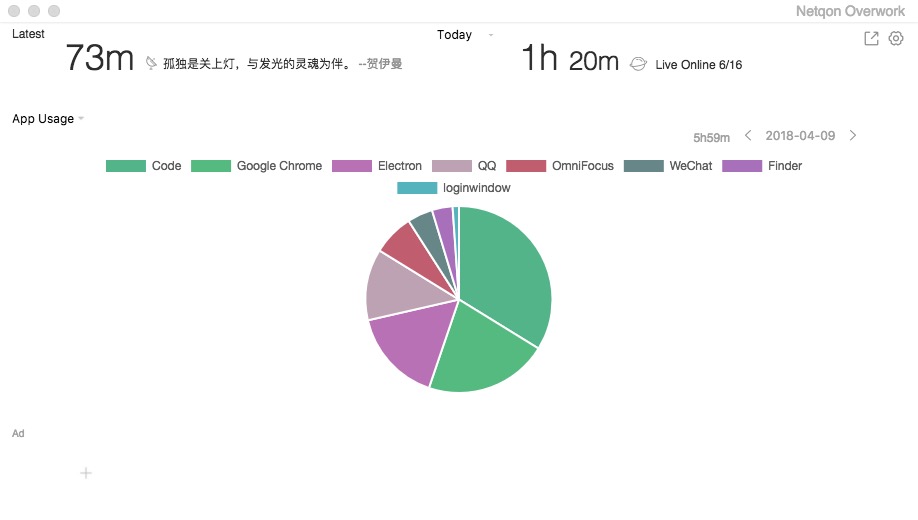 Netqon Overwork
Latest
Today
73m 孤独是关上灯，与发光的灵魂为伴。 --贺伊曼
1h 20m Live Online 6/16
App Usage
5h59m 2018-04-09
Code Google Chrome Electron QQ OmniFocus WeChat Finder
loginwindow
Ad